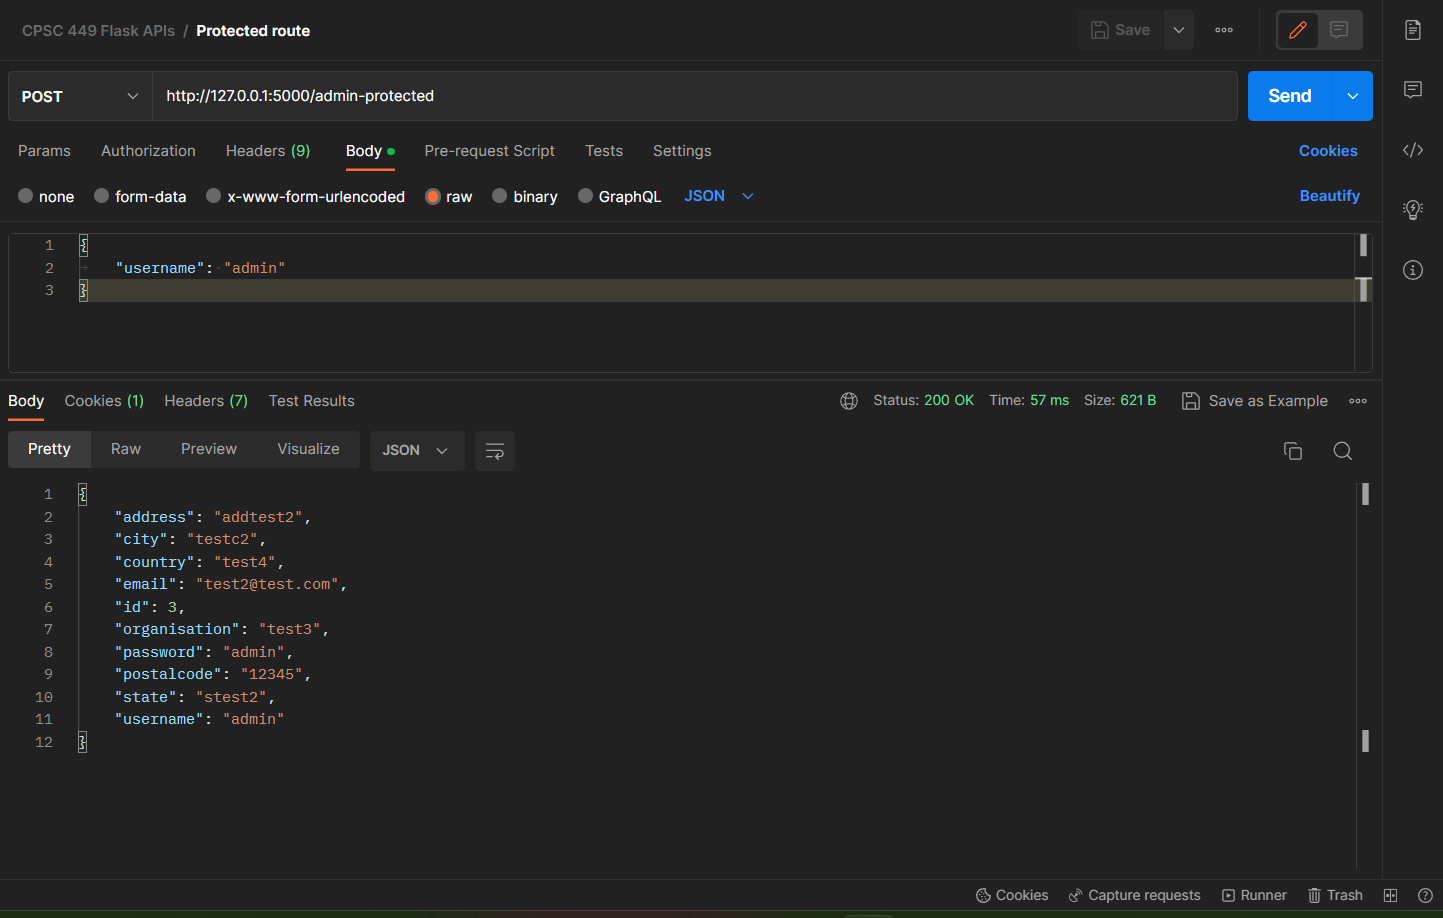 CPSC 449 Flask APIs / Protected route
Save
POST http://127.0.0.1:5000/admin-protected Send
Params Authorization Headers (9) Body Pre-request Script Tests Settings Cookies
none form-data x-www-form-urlencoded raw binary GraphQL JSON Beautify
1 {
2 "username": "admin"
3 }
Body Cookies (1) Headers (7) Test Results Status: 200 OK Time: 57 ms Size: 621 B Save as Example
Pretty Raw Preview Visualize JSON
1 {
2 "address": "addtest2",
3 "city": "testc2",
4 "country": "test4",
5 "email": "test2@test.com",
6 "id": 3,
7 "organisation": "test3",
8 "password": "admin",
9 "postalcode": "12345",
10 "state": "stest2",
11 "username": "admin"
12 }
Cookies Capture requests Runner Trash